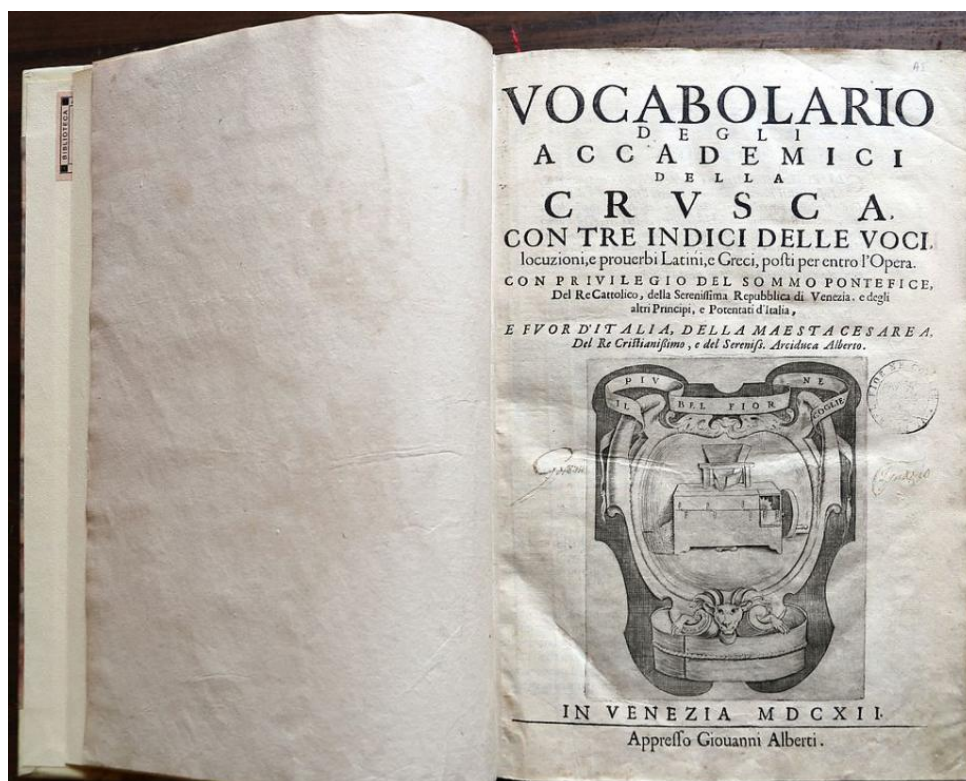 BIBLIOTECA
VOCABOLARIO
DEGLI
ACCADEMICI
DELLA
CRVSCA.
CON TRE INDICI DELLE VOCI,
locuzioni, e prouerbi Latini, e Greci, poſti per entro l'Opera.
CON PRIVILEGIO DEL SOMMO PONTEFICE,
Del Re Cattolico, della Sereniſſima Repubblica di Venezia, e degli
altri Principi, e Potentati d'Italia,
E FVOR D'ITALIA, DELLA MAESTA CESAREA,
Del Re Criſtianiſſimo, e del Sereniſſ. Arciduca Alberto.
IL PIV BEL FIOR NE COGLIE
IN VENEZIA MDCXII.
Appreſſo Giouanni Alberti.